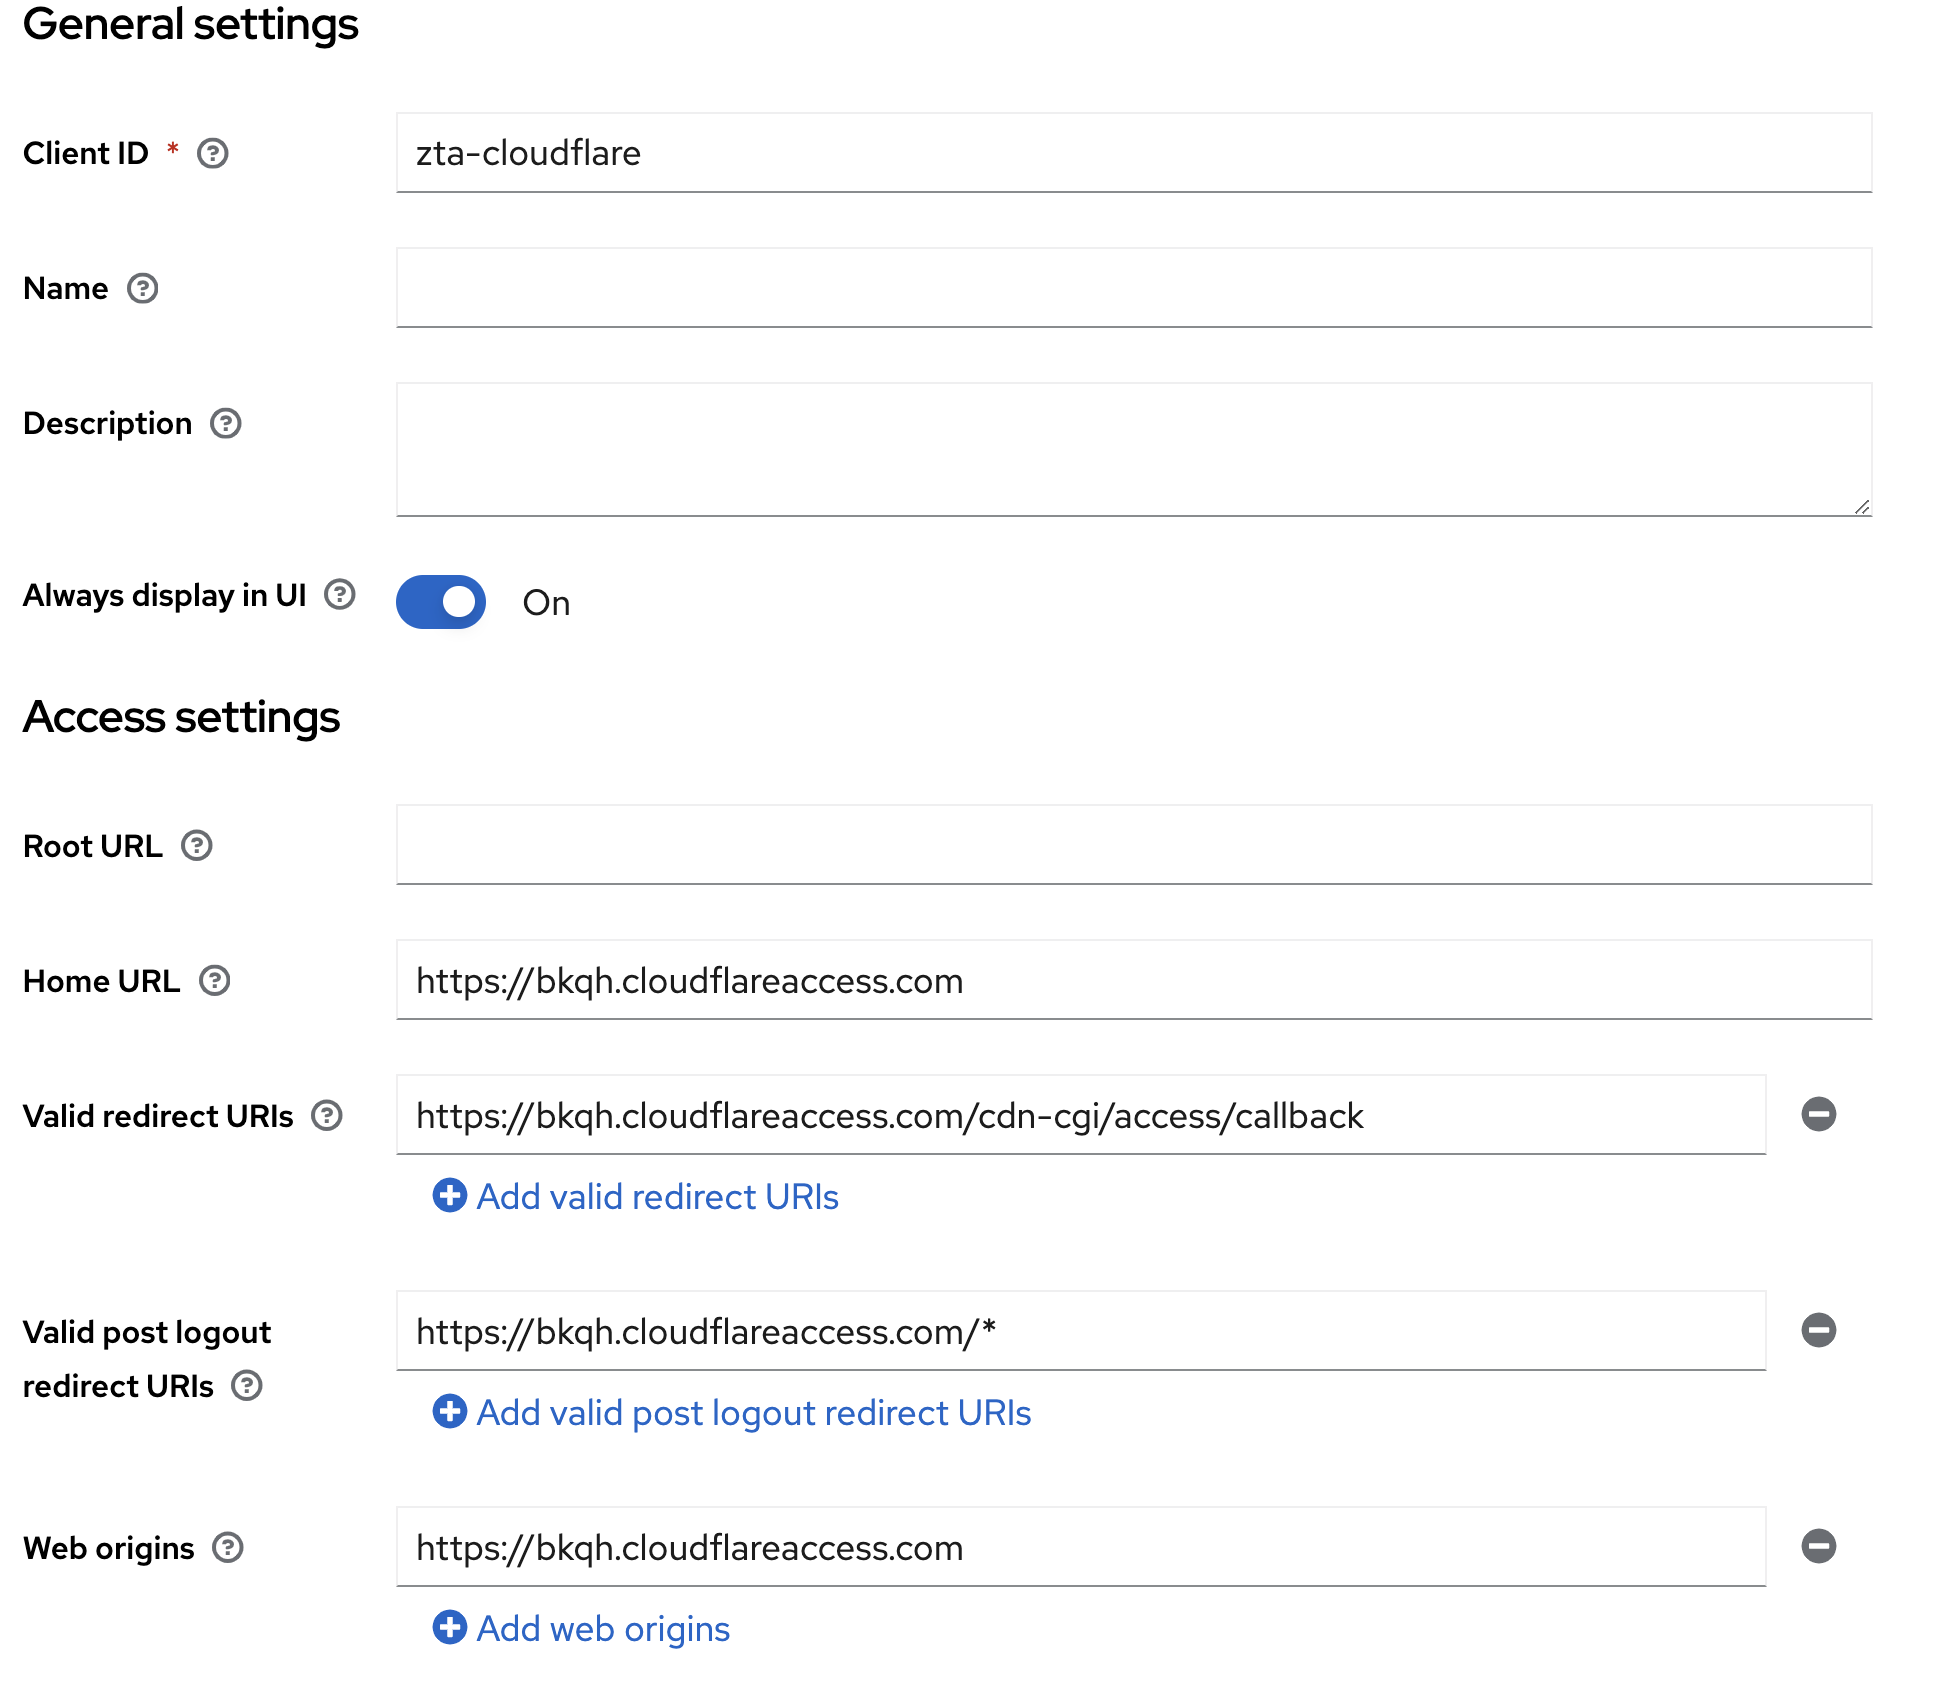 General settings
Client ID *
zta-cloudflare
Name
Description
Always display in UI
On
Access settings
Root URL
Home URL
https://bkqh.cloudflareaccess.com
Valid redirect URIs
https://bkqh.cloudflareaccess.com/cdn-cgi/access/callback
Add valid redirect URIs
Valid post logout
redirect URIs
https://bkqh.cloudflareaccess.com/*
Add valid post logout redirect URIs
Web origins
https://bkqh.cloudflareaccess.com
Add web origins